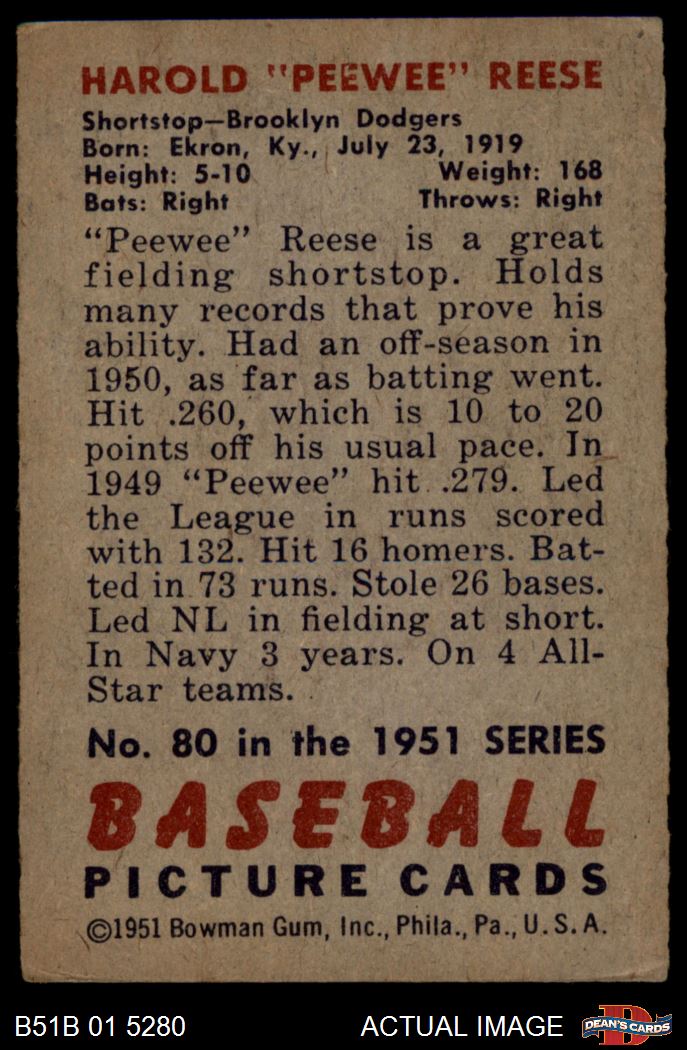 HAROLD "PEEWEE" REESE
Shortstop—Brooklyn Dodgers
Born: Ekron, Ky., July 23, 1919
Height: 5-10 Weight: 168
Bats: Right Throws: Right
"Peewee" Reese is a great
fielding shortstop. Holds
many records that prove his
ability. Had an off-season in
1950, as far as batting went.
Hit .260, which is 10 to 20
points off his usual pace. In
1949 "Peewee" hit .279. Led
the League in runs scored
with 132. Hit 16 homers. Bat-
ted in 73 runs. Stole 26 bases.
Led NL in fielding at short.
In Navy 3 years. On 4 All-
Star teams.
No. 80 in the 1951 SERIES
BASEBALL
PICTURE CARDS
©1951 Bowman Gum, Inc., Phila., Pa., U.S.A.
B51B 01 5280 ACTUAL IMAGE D DEAN'S CARDS